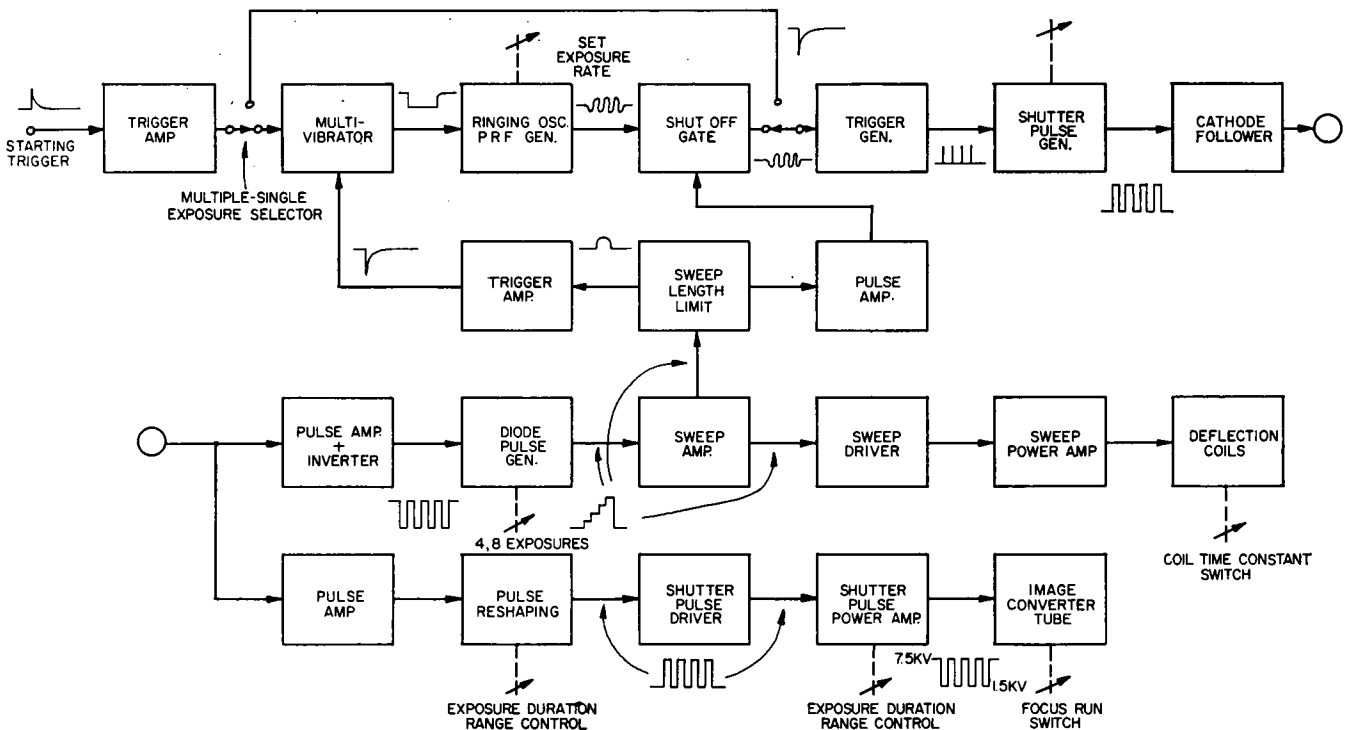 SET
EXPOSURE
RATE
STARTING
TRIGGER
TRIGGER
AMP
MULTI-
VIBRATOR
RINGING OSC.
P R F GEN.
SHUT OFF
GATE
TRIGGER
GEN.
SHUTTER
PULSE
GEN.
CATHODE
FOLLOWER
MULTIPLE-SINGLE
EXPOSURE SELECTOR
TRIGGER
AMP.
SWEEP
LENGTH
LIMIT
PULSE
AMP.
PULSE AMP.
+
INVERTER
DIODE
PULSE
GEN.
SWEEP
AMP.
SWEEP
DRIVER
SWEEP
POWER AMP
DEFLECTION
COILS
4,8 EXPOSURES
COIL TIME CONSTANT
SWITCH
PULSE
AMP
PULSE
RESHAPING
SHUTTER
PULSE
DRIVER
SHUTTER
PULSE
POWER AMP.
IMAGE
CONVERTER
TUBE
7.5KV
1.5KV
EXPOSURE DURATION
RANGE CONTROL
EXPOSURE DURATION
RANGE CONTROL
FOCUS RUN
SWITCH